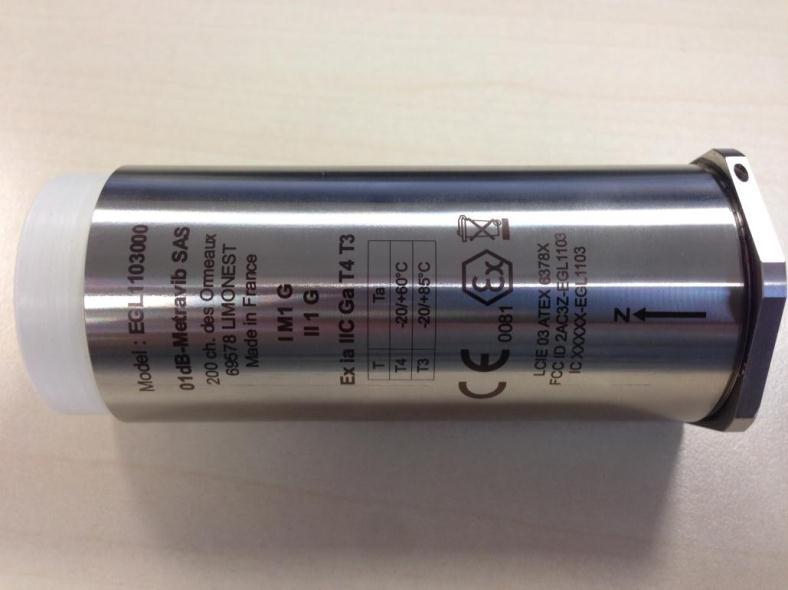 Model : EGL1103000
01dB-Metravib SAS
200 ch. des Ormeaux
69578 LIMONEST
Made in France
I M1 G
II 1 G
Ex ia IIC Ga T4 T3
T Ta
T4 -20/+60°C
T3 -20/+85°C
CE 0081 Ex
LCIE 03 ATEX 6378X
FCC ID 2AC3Z-EGL1103
IC XXXXX-EGL1103
Z